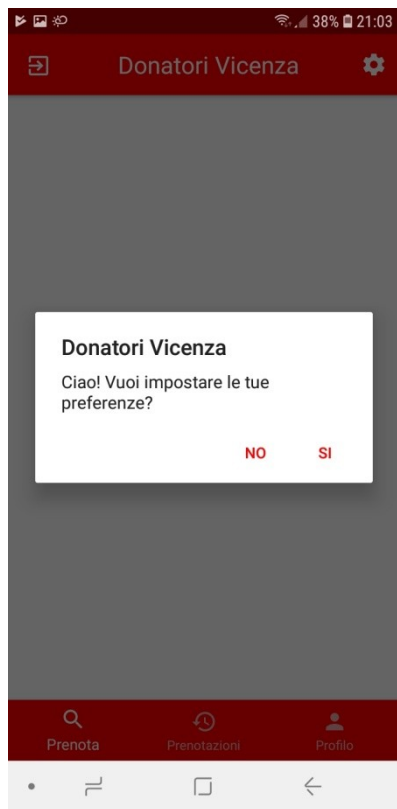 38% 21:03
Donatori Vicenza
Donatori Vicenza
Ciao! Vuoi impostare le tue
preferenze?
NO SI
Prenota Prenotazioni Profilo